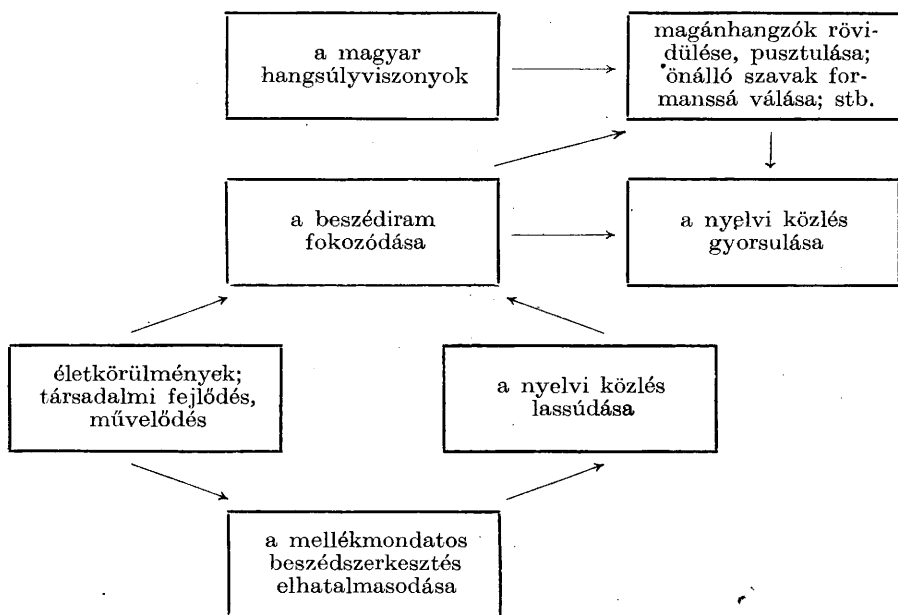 a magyar
hangsúlyviszonyok
magánhangzók rövi-
dülése, pusztulása;
önálló szavak for-
manssá válása; stb.
a beszédiram
fokozódása
a nyelvi közlés
gyorsulása
életkörülmények;
társadalmi fejlődés,
művelődés
a nyelvi közlés
lassúdása
a mellékmondatos
beszédszerkesztés
elhatalmasodása